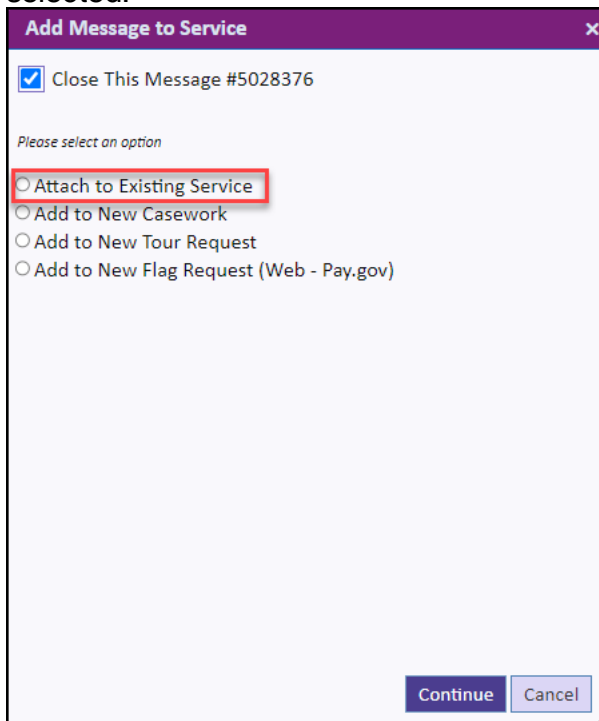 selected.
Add Message to Service ×
Close This Message #5028376
Please select an option
Attach to Existing Service
Add to New Casework
Add to New Tour Request
Add to New Flag Request (Web - Pay.gov)
Continue Cancel